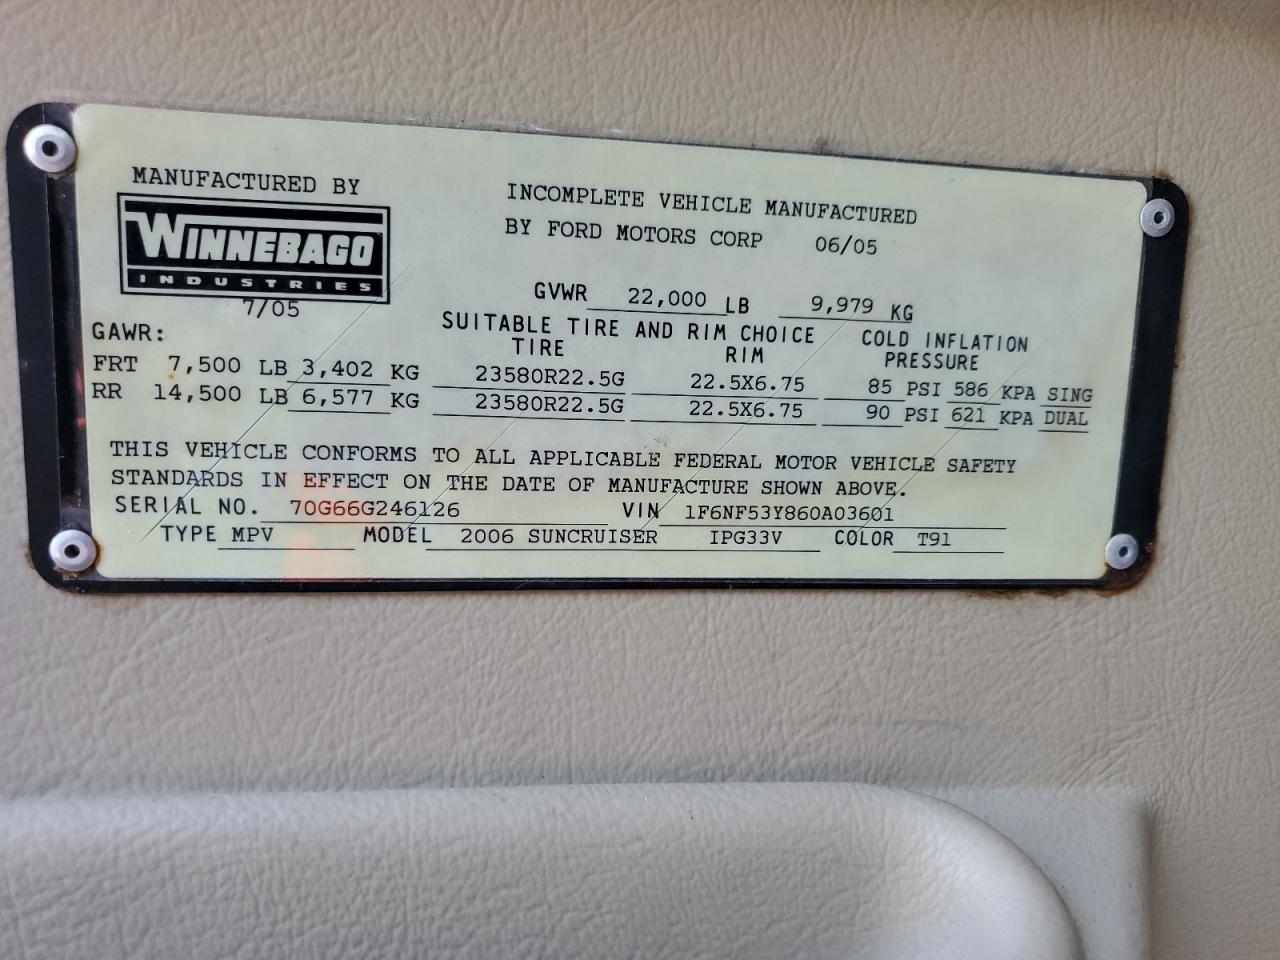 MANUFACTURED BY
WINNEBAGO
INDUSTRIES
7/05
INCOMPLETE VEHICLE MANUFACTURED
BY FORD MOTORS CORP 06/05
GVWR 22,000 LB 9,979 KG
GAWR: SUITABLE TIRE AND RIM CHOICE COLD INFLATION
TIRE RIM PRESSURE
FRT 7,500 LB 3,402 KG 23580R22.5G 22.5X6.75 85 PSI 586 KPA SING
RR 14,500 LB 6,577 KG 23580R22.5G 22.5X6.75 90 PSI 621 KPA DUAL
THIS VEHICLE CONFORMS TO ALL APPLICABLE FEDERAL MOTOR VEHICLE SAFETY
STANDARDS IN EFFECT ON THE DATE OF MANUFACTURE SHOWN ABOVE.
SERIAL NO. 70G66G246126 VIN 1F6NF53Y860A03601
TYPE MPV MODEL 2006 SUNCRUISER IPG33V COLOR T91